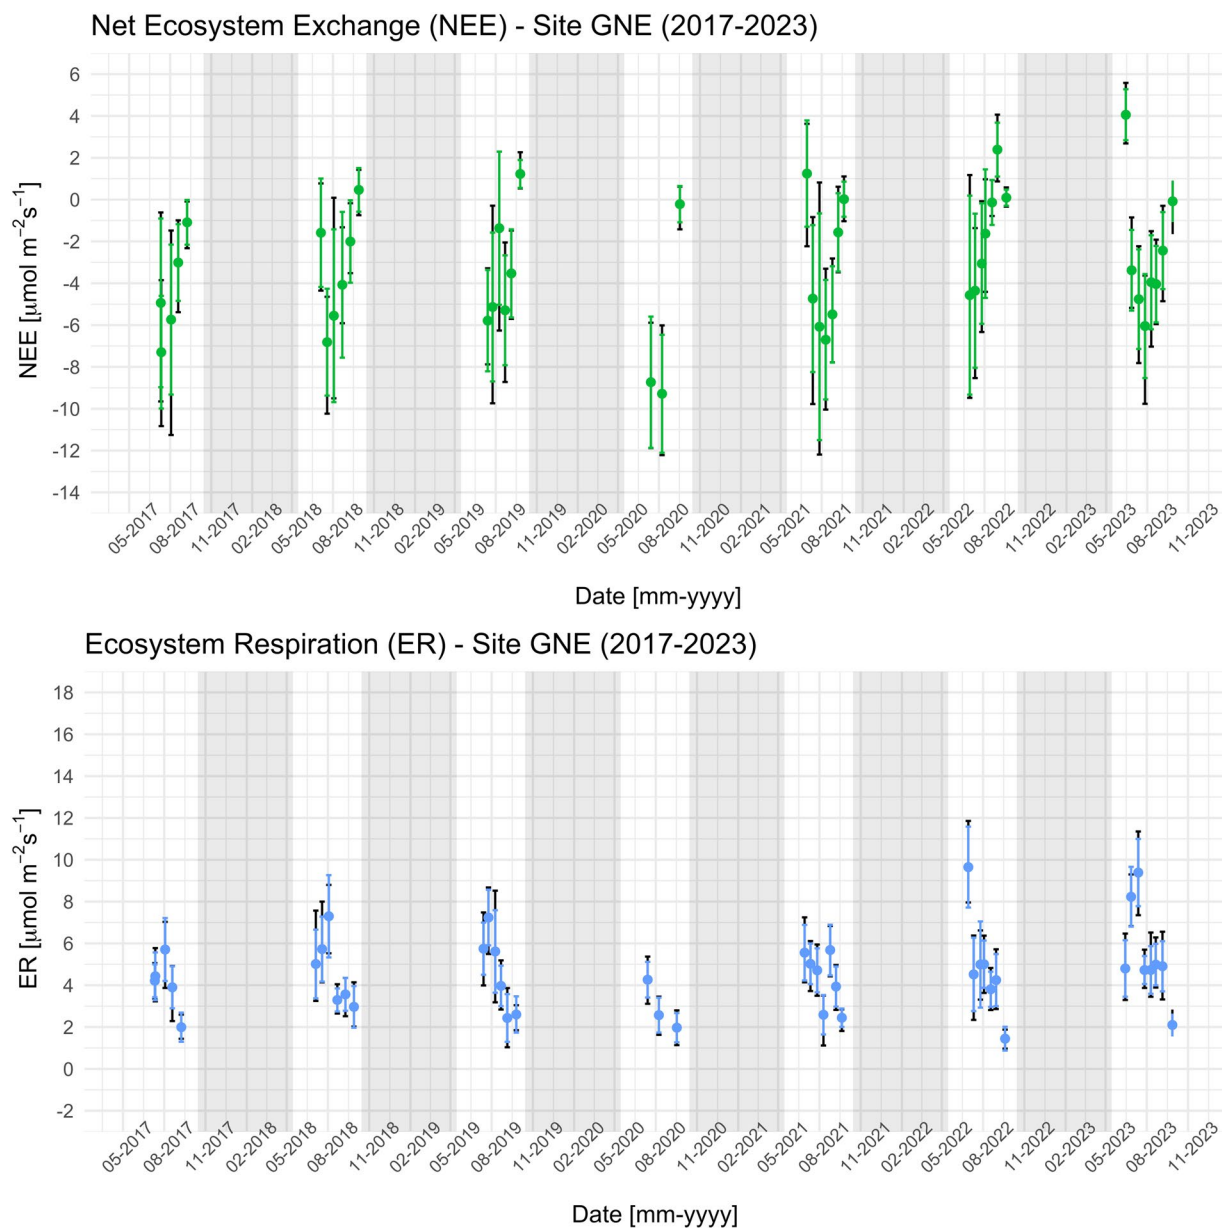 Net Ecosystem Exchange (NEE) - Site GNE (2017-2023)
6
4
2
0
-2
-4
-6
-8
-10
-12
-14
NEE [μmol m⁻²s⁻¹]
05-2017 08-2017 11-2017 02-2018 05-2018 08-2018 11-2018 02-2019 05-2019 08-2019 11-2019 02-2020 05-2020 08-2020 11-2020 02-2021 05-2021 08-2021 11-2021 02-2022 05-2022 08-2022 11-2022 02-2023 05-2023 08-2023 11-2023
Date [mm-yyyy]
Ecosystem Respiration (ER) - Site GNE (2017-2023)
18
16
14
12
10
8
6
4
2
0
-2
ER [μmol m⁻²s⁻¹]
05-2017 08-2017 11-2017 02-2018 05-2018 08-2018 11-2018 02-2019 05-2019 08-2019 11-2019 02-2020 05-2020 08-2020 11-2020 02-2021 05-2021 08-2021 11-2021 02-2022 05-2022 08-2022 11-2022 02-2023 05-2023 08-2023 11-2023
Date [mm-yyyy]